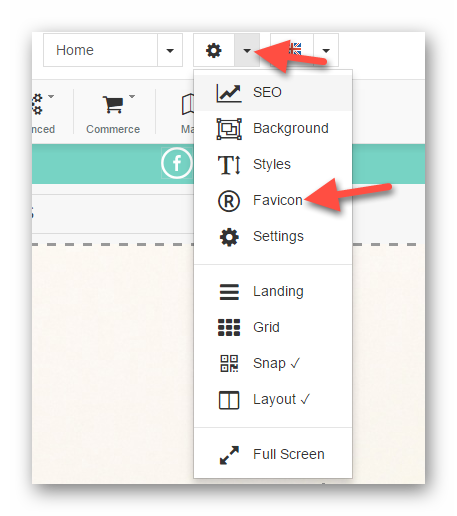 Home
SEO
nced
Commerce
Ma
Background
Styles
Favicon
Settings
Landing
Grid
Snap ✓
Layout ✓
Full Screen